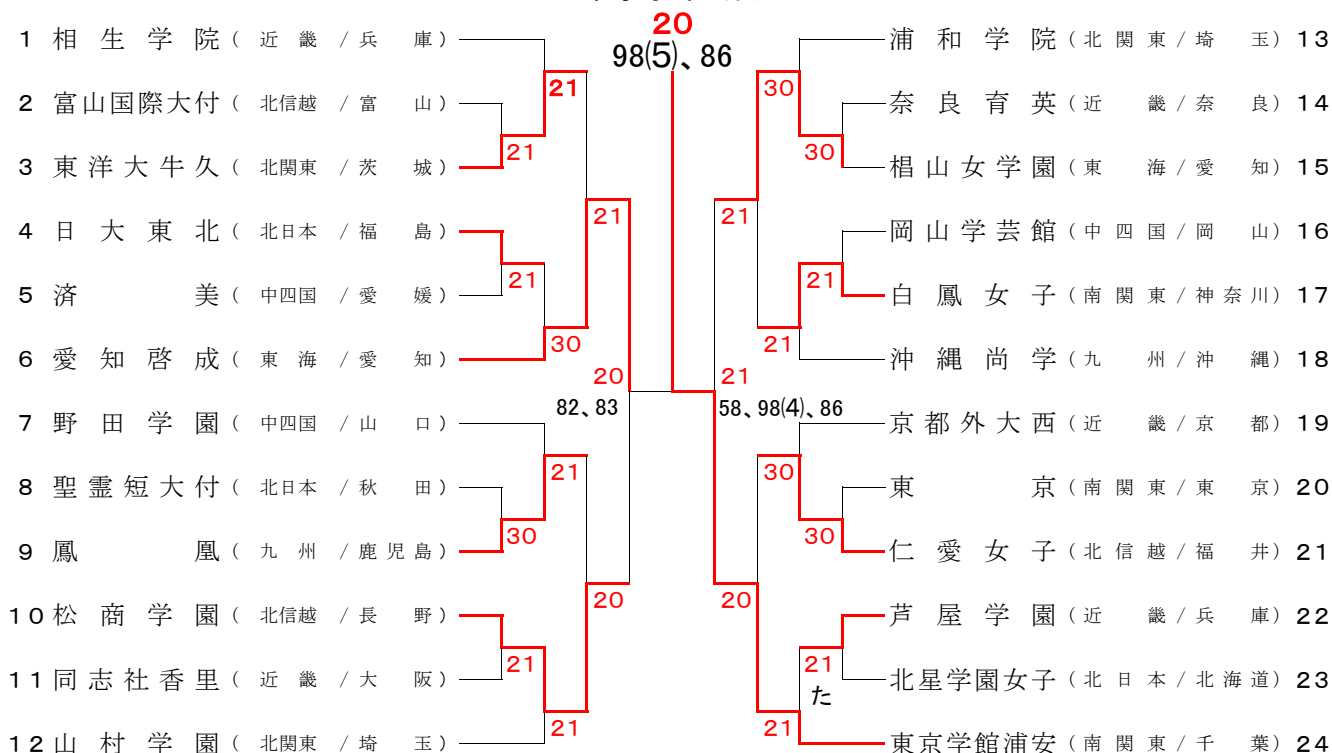 20
98(5)、86
1 相生学院(近畿/兵庫)
21
2 富山国際大付(北信越/富山)
21
3 東洋大牛久(北関東/茨城)
21
4 日大東北(北日本/福島)
21
5 済美(中四国/愛媛)
30
6 愛知啓成(東海/愛知)
20
82、83
7 野田学園(中四国/山口)
21
8 聖霊短大付(北日本/秋田)
30
9 鳳凰(九州/鹿児島)
20
10 松商学園(北信越/長野)
21
11 同志社香里(近畿/大阪)
21
12 山村学園(北関東/埼玉)
浦和学院(北関東/埼玉) 13
30
奈良育英(近畿/奈良) 14
30
椙山女学園(東海/愛知) 15
21
岡山学芸館(中四国/岡山) 16
21
白鳳女子(南関東/神奈川) 17
21
沖縄尚学(九州/沖縄) 18
21
58、98(4)、86
京都外大西(近畿/京都) 19
30
東京(南関東/東京) 20
30
仁愛女子(北信越/福井) 21
20
芦屋学園(近畿/兵庫) 22
21
た
北星学園女子(北日本/北海道) 23
21
東京学館浦安(南関東/千葉) 24